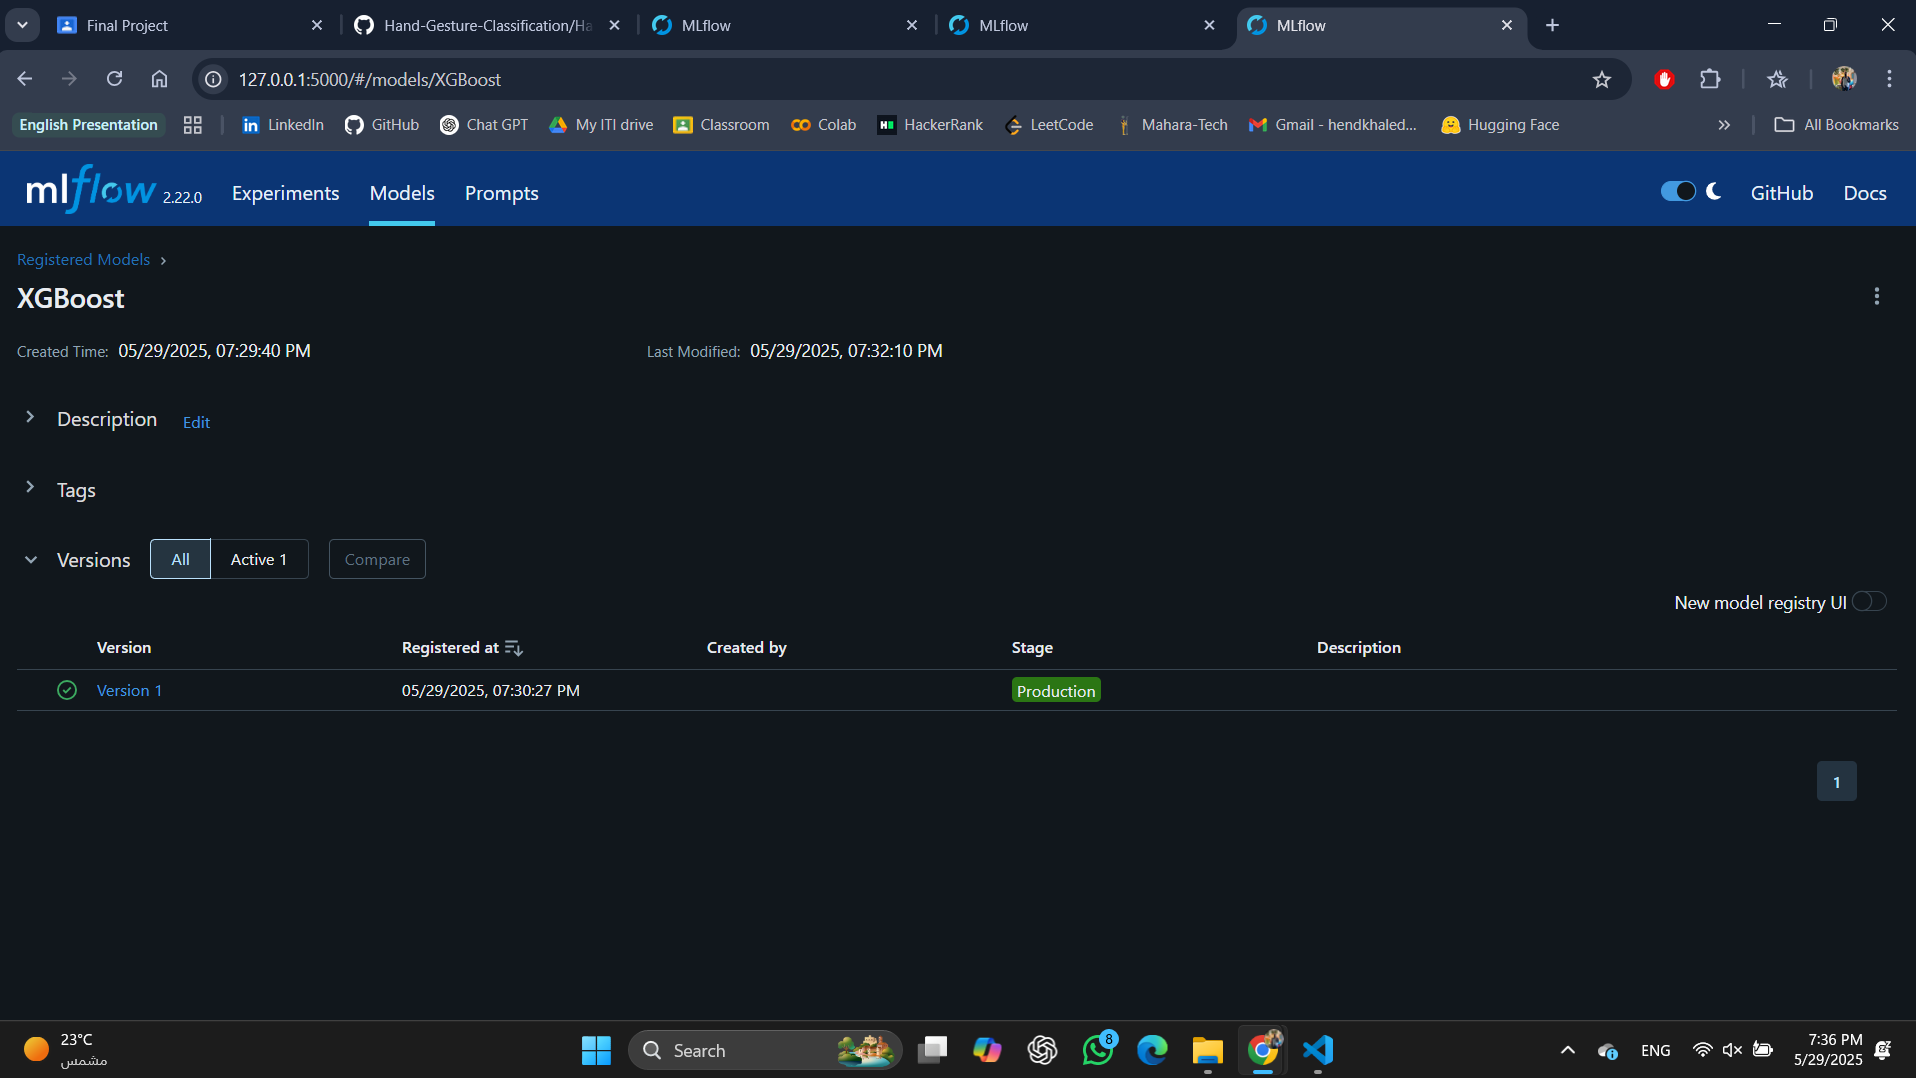 Final Project
Hand-Gesture-Classification/Ha
MLflow
MLflow
MLflow
127.0.0.1:5000/#/models/XGBoost
English Presentation
LinkedIn
GitHub
Chat GPT
My ITI drive
Classroom
Colab
HackerRank
LeetCode
Mahara-Tech
Gmail - hendkhaled...
Hugging Face
All Bookmarks
mlflow 2.22.0
Experiments
Models
Prompts
GitHub
Docs
Registered Models
XGBoost
Created Time: 05/29/2025, 07:29:40 PM
Last Modified: 05/29/2025, 07:32:10 PM
Description Edit
Tags
Versions All Active 1 Compare
New model registry UI
Version Registered at Created by Stage Description
Version 1 05/29/2025, 07:30:27 PM Production
1
23°C
مشمس
Search
8
ENG
7:36 PM
5/29/2025